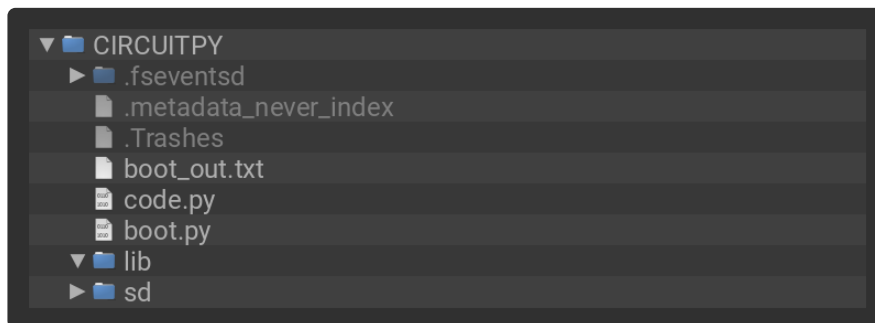 CIRCUITPY
.fseventsd
.metadata_never_index
.Trashes
boot_out.txt
code.py
boot.py
lib
sd